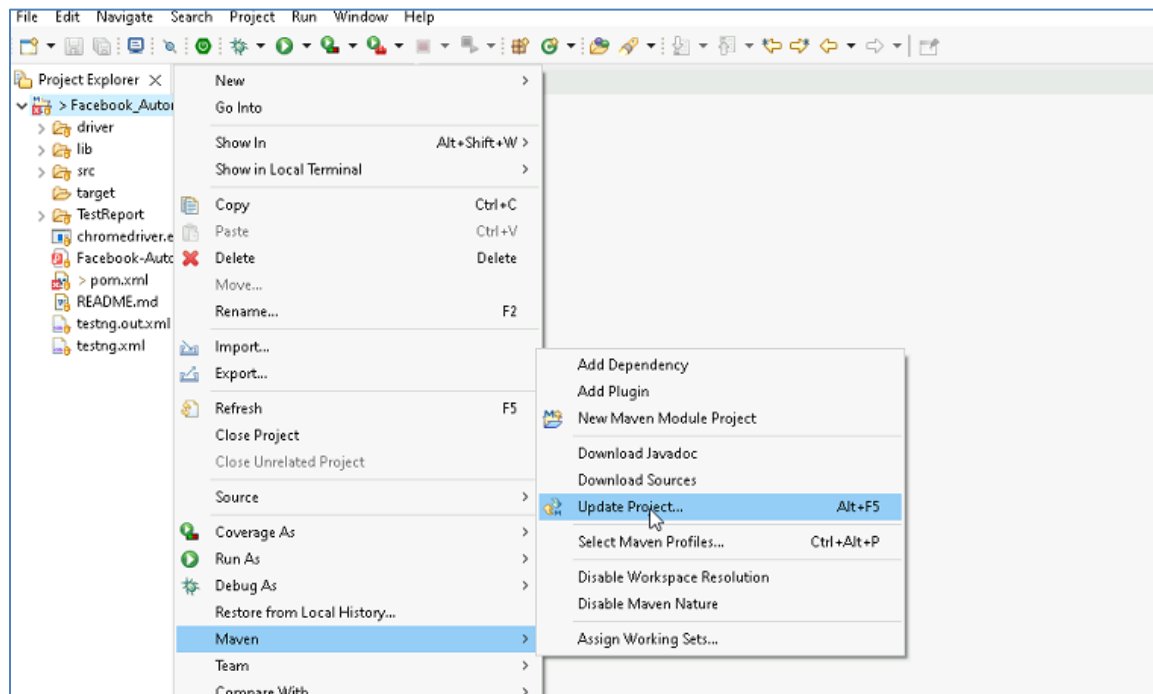 File Edit Navigate Search Project Run Window Help
Project Explorer
> Facebook_Autor
driver
lib
src
target
TestReport
chromedriver.e
Facebook-Autc
> pom.xml
README.md
testng.out.xml
testng.xml
New
Go Into
Show In Alt+Shift+W >
Show in Local Terminal
Copy Ctrl+C
Paste Ctrl+V
Delete Delete
Move...
Rename... F2
Import...
Export...
Refresh F5
Close Project
Close Unrelated Project
Source
Coverage As
Run As
Debug As
Restore from Local History...
Maven
Team
Compare With
Add Dependency
Add Plugin
New Maven Module Project
Download Javadoc
Download Sources
Update Project... Alt+F5
Select Maven Profiles... Ctrl+Alt+P
Disable Workspace Resolution
Disable Maven Nature
Assign Working Sets...